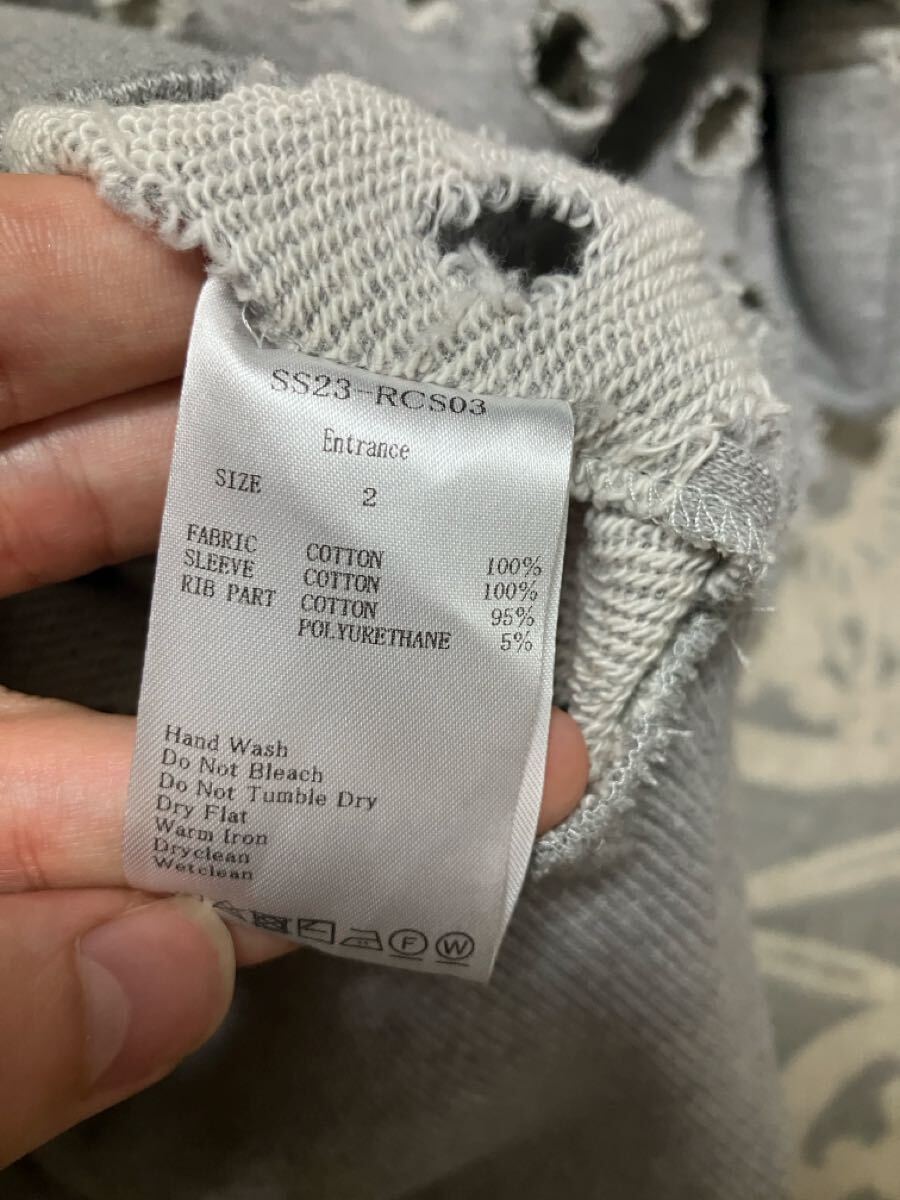 SS23-RCS03
Entrance
SIZE 2
FABRIC COTTON 100%
SLEEVE COTTON 100%
RIB PART COTTON 95%
POLYURETHANE 5%
Hand Wash
Do Not Bleach
Do Not Tumble Dry
Dry Flat
Warm Iron
Dryclean
Wetclean
F W